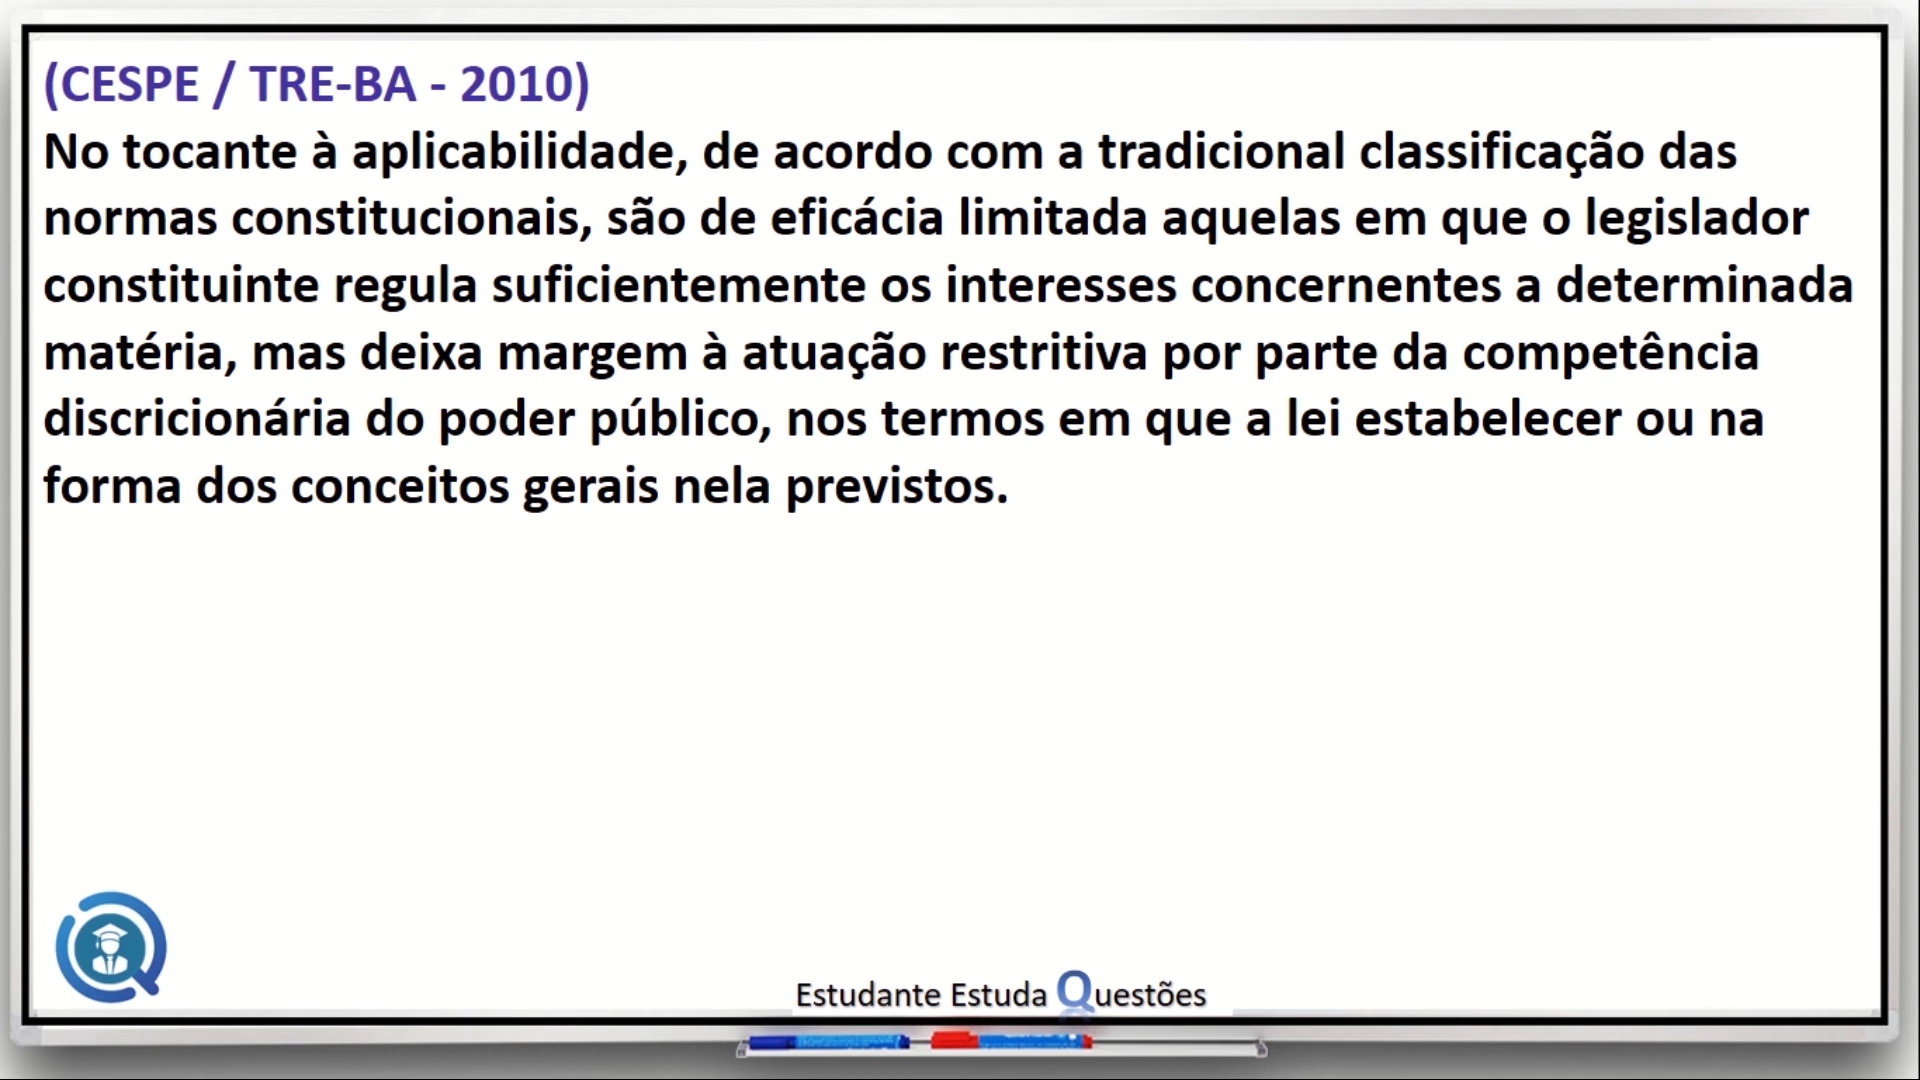 (CESPE / TRE-BA - 2010)
No tocante à aplicabilidade, de acordo com a tradicional classificação das
normas constitucionais, são de eficácia limitada aquelas em que o legislador
constituinte regula suficientemente os interesses concernentes a determinada
matéria, mas deixa margem à atuação restritiva por parte da competência
discricionária do poder público, nos termos em que a lei estabelecer ou na
forma dos conceitos gerais nela previstos.
Estudante Estuda Questões